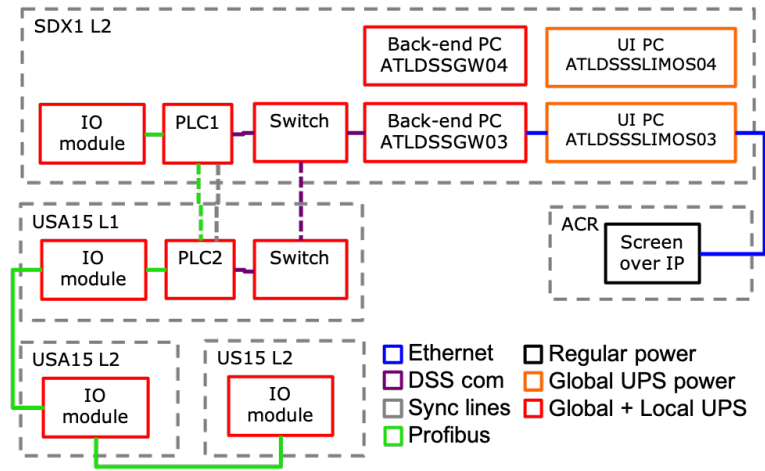 SDX1 L2
Back-end PC
ATLDSSGW04
UI PC
ATLDSSSLIMOS04
IO
module
PLC1
Switch
Back-end PC
ATLDSSGW03
UI PC
ATLDSSSLIMOS03
USA15 L1
IO
module
PLC2
Switch
ACR
Screen
over IP
USA15 L2
IO
module
US15 L2
IO
module
Ethernet
DSS com
Sync lines
Profibus
Regular power
Global UPS power
Global + Local UPS